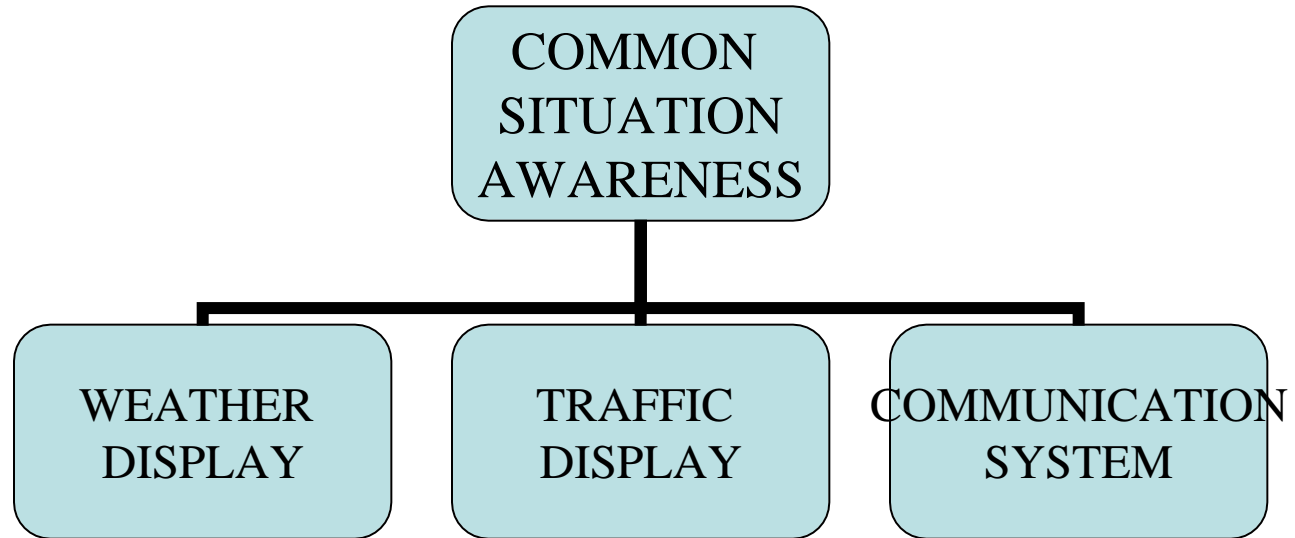 COMMON
SITUATION
AWARENESS
WEATHER
DISPLAY
TRAFFIC
DISPLAY
COMMUNICATION
SYSTEM